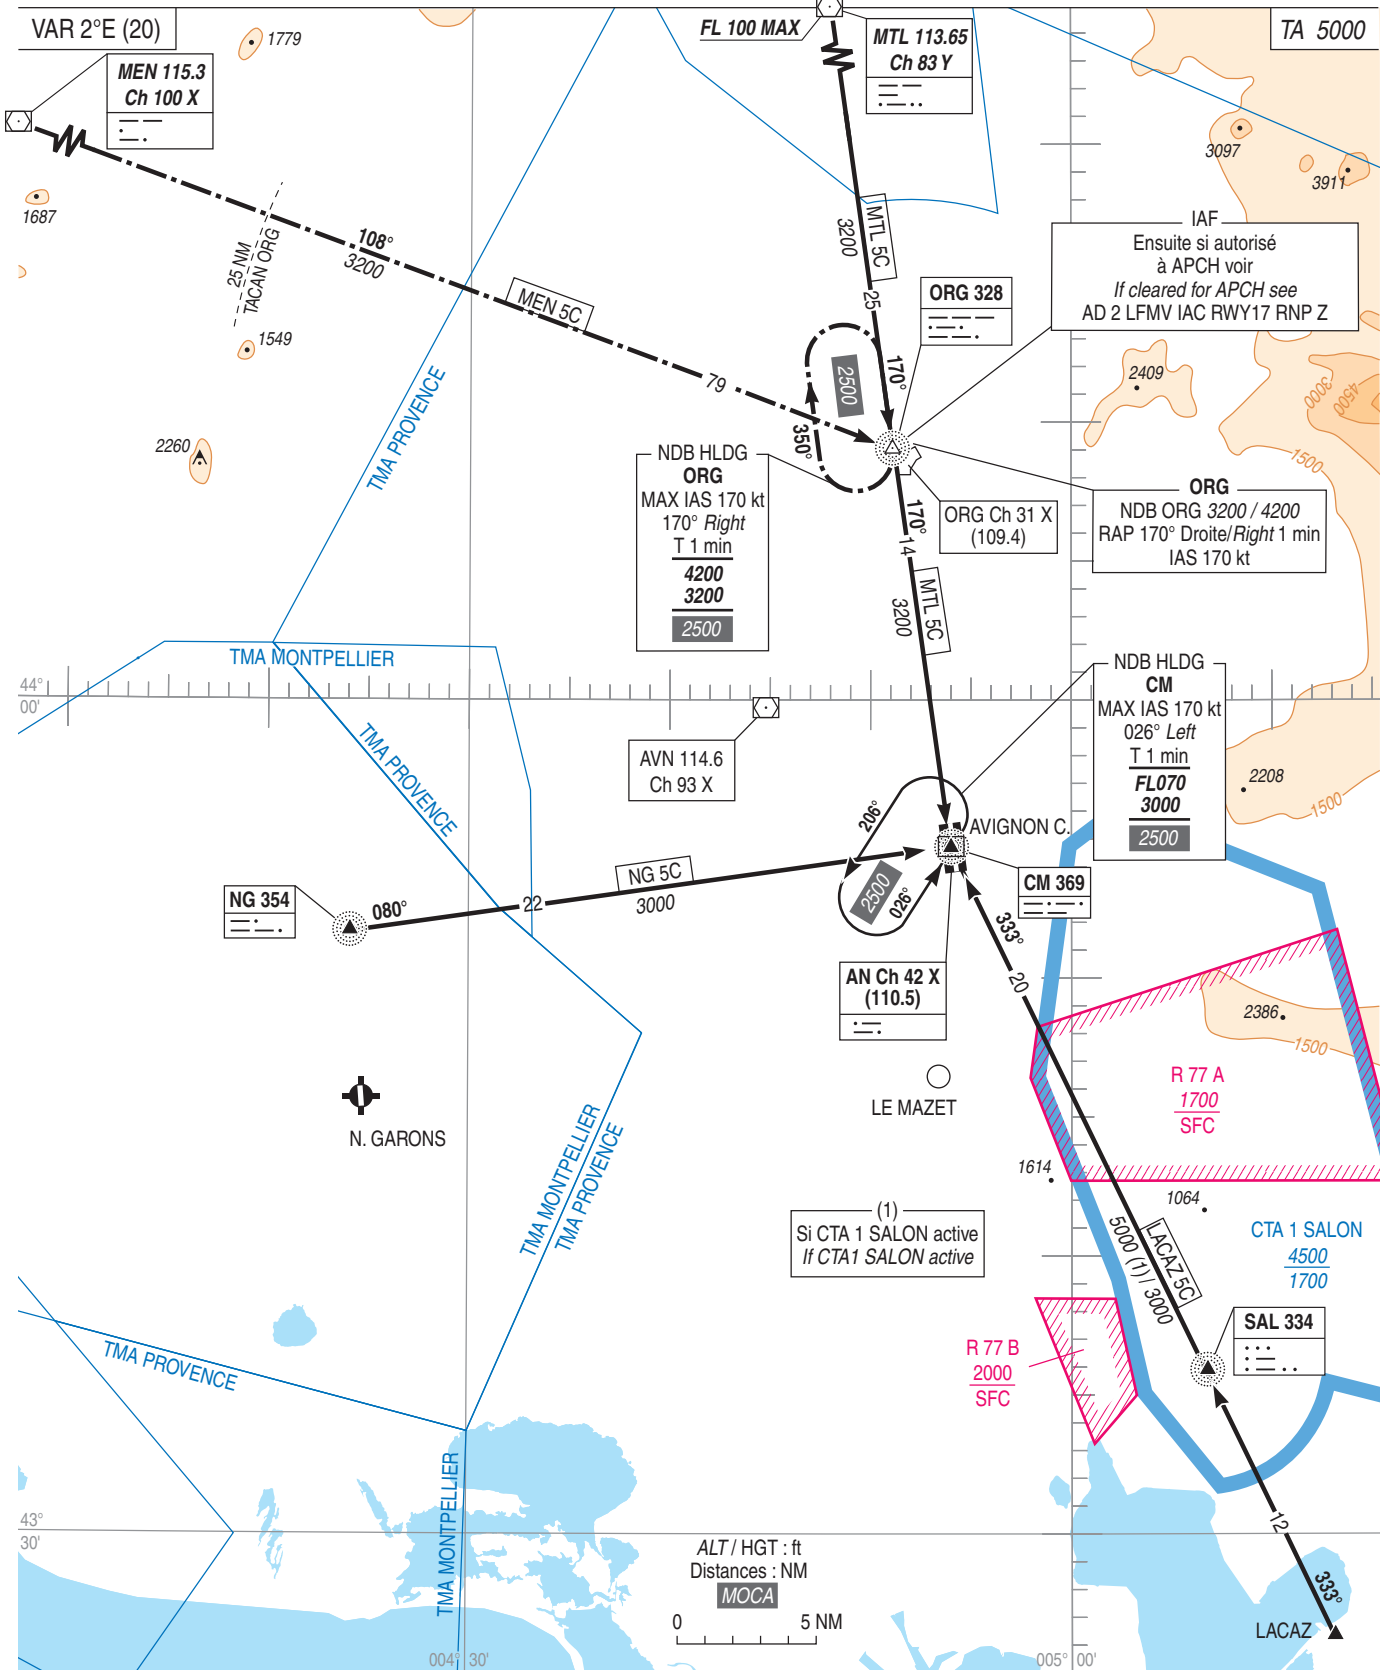 VAR 2°E (20)
1779
MEN 115.3
Ch 100 X
FL 100 MAX
MTL 113.65
Ch 83 Y
TA 5000
3097
3911
1687
25 NM
TACAN ORG
1549
108°
3200
MEN 5C
79
MTL 5C
3200
25
ORG 328
IAF
Ensuite si autorisé
à APCH voir
If cleared for APCH see
AD 2 LFMV IAC RWY17 RNP Z
2500
170°
350°
2409
3000
4500
1500
2260
TMA PROVENCE
NDB HLDG
ORG
MAX IAS 170 kt
170° Right
T 1 min
4200
3200
2500
170°
14
ORG Ch 31 X
(109.4)
ORG
NDB ORG 3200 / 4200
RAP 170° Droite/Right 1 min
IAS 170 kt
MTL 5C
3200
TMA MONTPELLIER
44°
00'
TMA PROVENCE
AVN 114.6
Ch 93 X
NDB HLDG
CM
MAX IAS 170 kt
026° Left
T 1 min
FL070
3000
2500
2208
1500
206°
AVIGNON C.
2500
026°
NG 5C
3000
22
080°
NG 354
CM 369
333°
20
AN Ch 42 X
(110.5)
2386
1500
R 77 A
1700
SFC
LE MAZET
N. GARONS
1614
1064
TMA MONTPELLIER
TMA PROVENCE
(1)
Si CTA 1 SALON active
If CTA1 SALON active
LACAZ 5C
5000 (1) / 3000
CTA 1 SALON
4500
1700
SAL 334
R 77 B
2000
SFC
TMA PROVENCE
TMA MONTPELLIER
43°
30'
ALT / HGT : ft
Distances : NM
MOCA
0 5 NM
12
333°
LACAZ
004° 30'
005° 00'